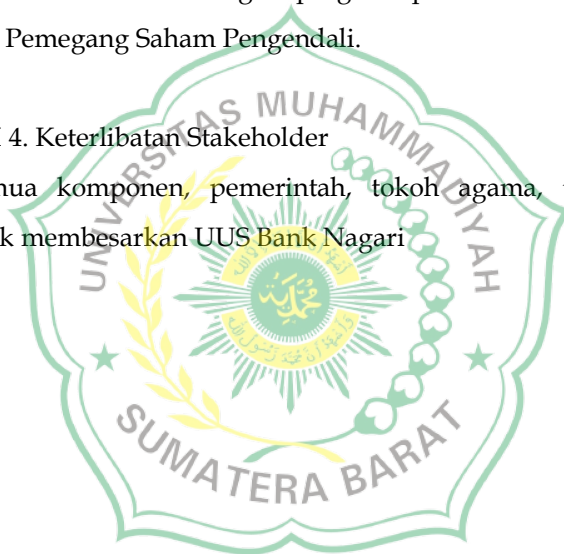 Pemegang Saham Pengendali.
4. Keterlibatan Stakeholder
nua komponen, pemerintah, tokoh agama,
k membesarkan UUS Bank Nagari
UNIVERSITAS MUHAMMADIYAH
محمدية
SUMATERA BARAT